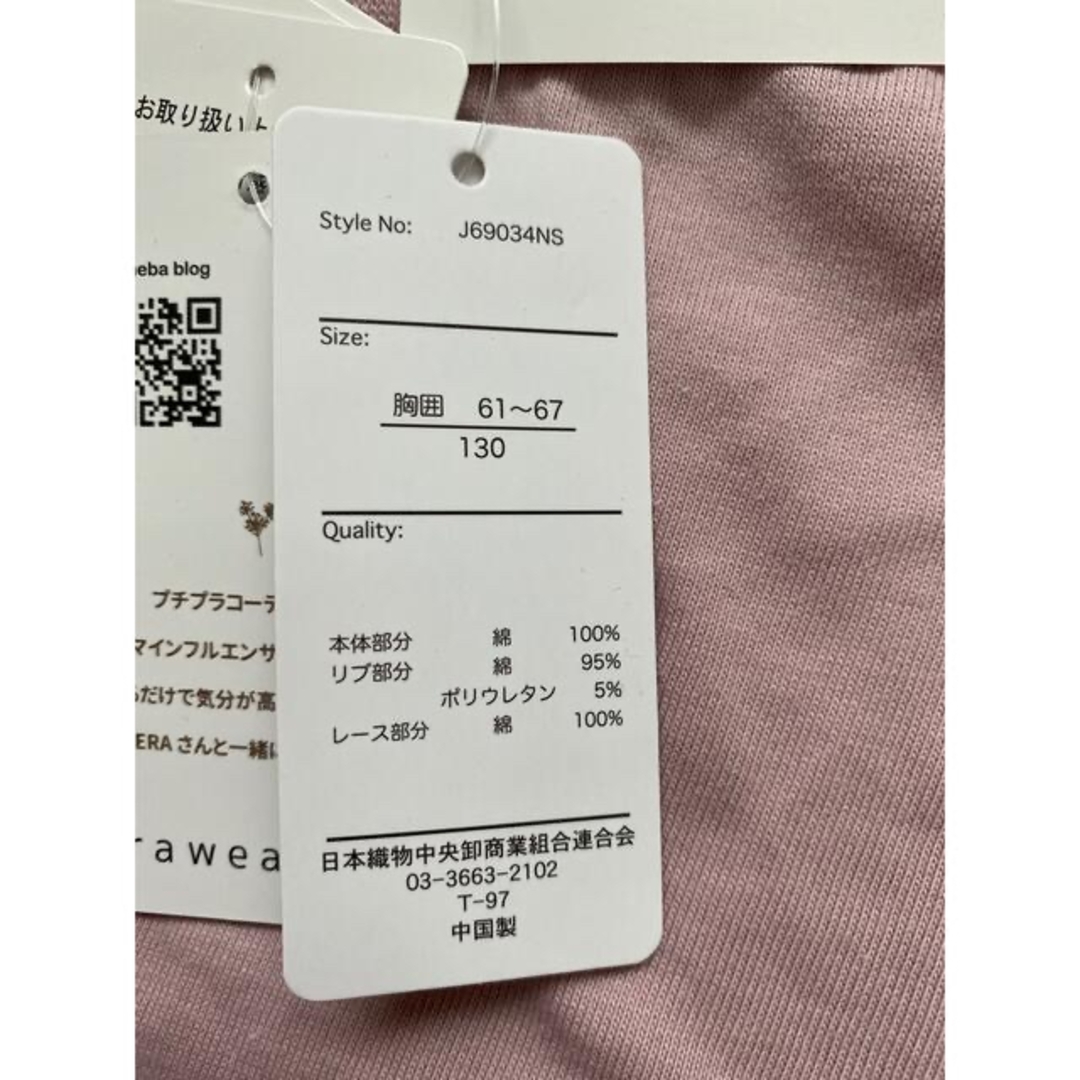 お取り扱い上
eba blog
プチプラコーデ
マインフルエンサ
だけで気分が高
ERAさんと一緒に
rawea
Style No: J69034NS
Size:
胸囲 61〜67
130
Quality:
本体部分 綿 100%
リブ部分 綿 95%
ポリウレタン 5%
レース部分 綿 100%
日本織物中央卸商業組合連合会
03-3663-2102
T-97
中国製